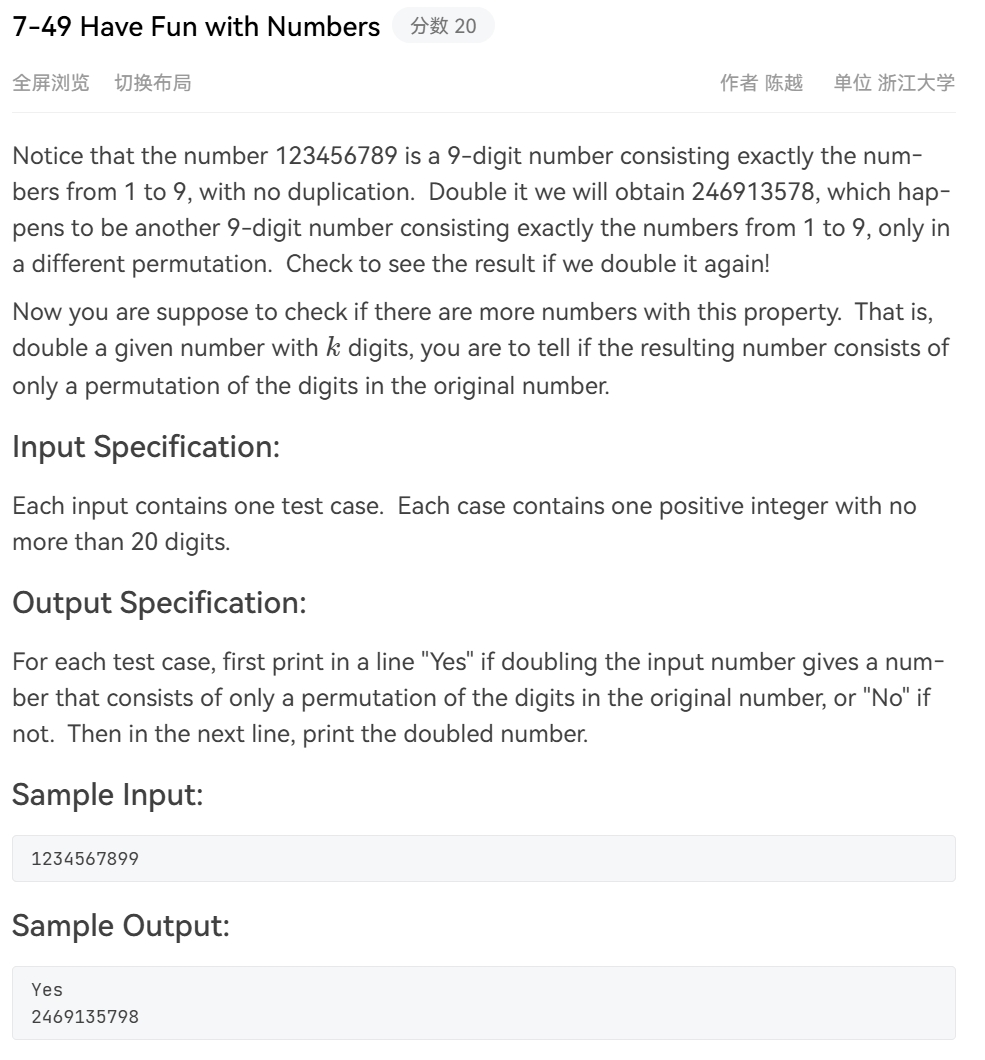 7-49 Have Fun with Numbers 分数 20
全屏浏览 切换布局 作者 陈越 单位 浙江大学
Notice that the number 123456789 is a 9-digit number consisting exactly the num-
bers from 1 to 9, with no duplication. Double it we will obtain 246913578, which hap-
pens to be another 9-digit number consisting exactly the numbers from 1 to 9, only in
a different permutation. Check to see the result if we double it again!
Now you are suppose to check if there are more numbers with this property. That is,
double a given number with k digits, you are to tell if the resulting number consists of
only a permutation of the digits in the original number.
Input Specification:
Each input contains one test case. Each case contains one positive integer with no
more than 20 digits.
Output Specification:
For each test case, first print in a line "Yes" if doubling the input number gives a num-
ber that consists of only a permutation of the digits in the original number, or "No" if
not. Then in the next line, print the doubled number.
Sample Input:
1234567899
Sample Output:
Yes
2469135798